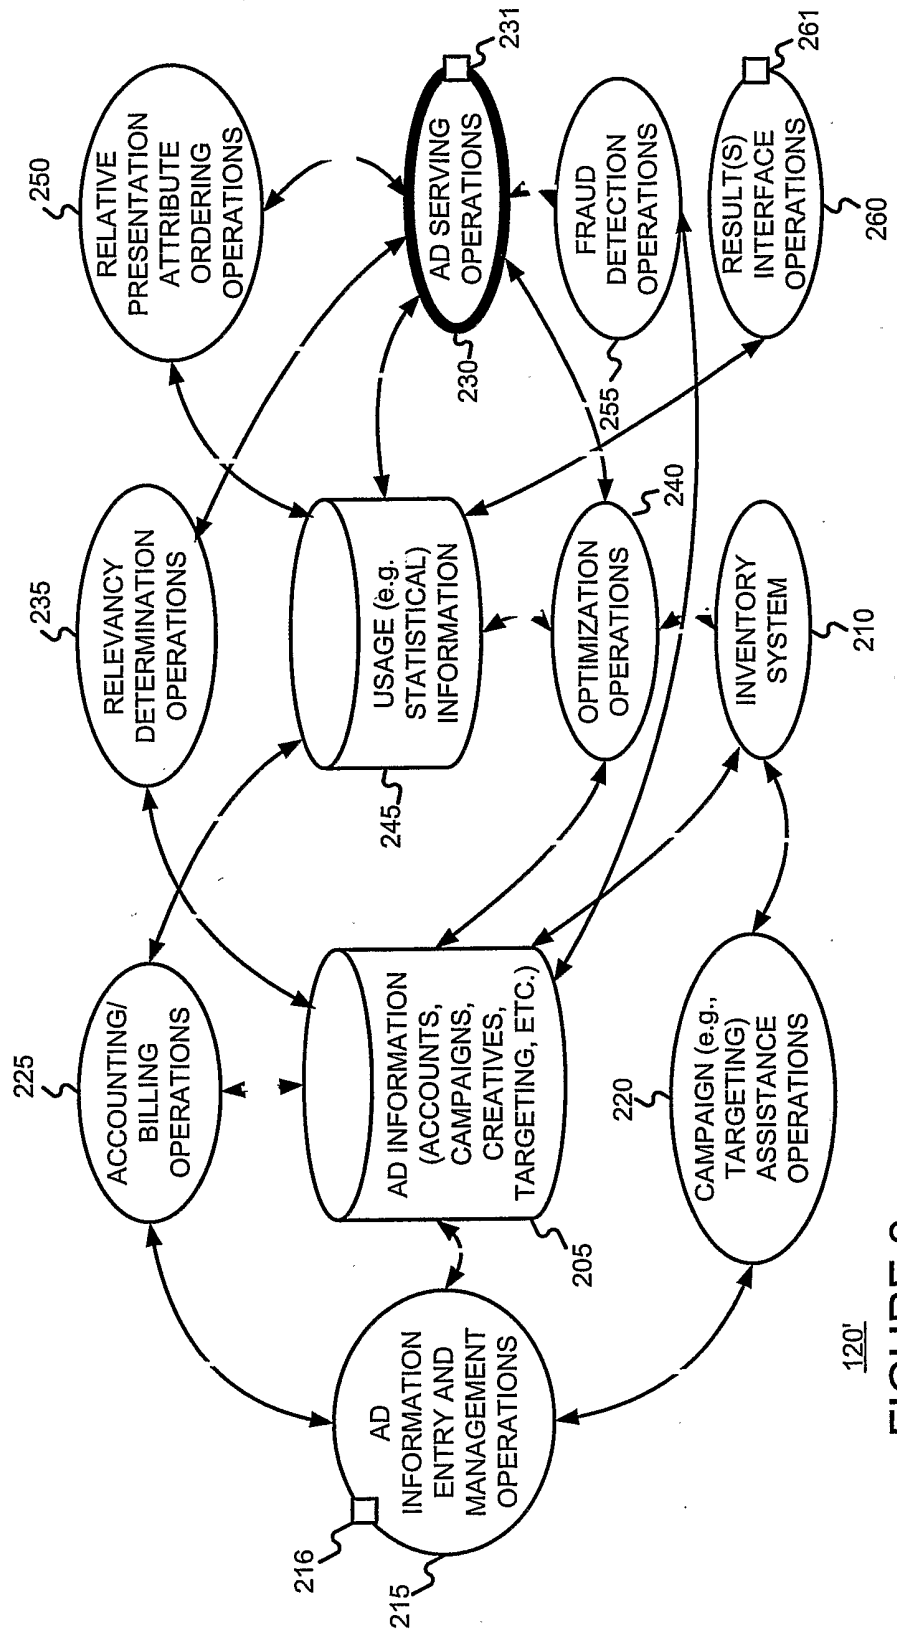 225
ACCOUNTING/
BILLING
OPERATIONS
235
RELEVANCY
DETERMINATION
OPERATIONS
250
RELATIVE
PRESENTATION
ATTRIBUTE
ORDERING
OPERATIONS
216
215
AD
INFORMATION
ENTRY AND
MANAGEMENT
OPERATIONS
AD INFORMATION
(ACCOUNTS,
CAMPAIGNS,
CREATIVES,
TARGETING, ETC.)
205
245
USAGE (e.g.
STATISTICAL)
INFORMATION
230
AD SERVING
OPERATIONS
231
240
OPTIMIZATION
OPERATIONS
255
FRAUD
DETECTION
OPERATIONS
220
CAMPAIGN (e.g.,
TARGETING)
ASSISTANCE
OPERATIONS
INVENTORY
SYSTEM
210
RESULT(S)
INTERFACE
OPERATIONS
261
260
120'
FIGURE